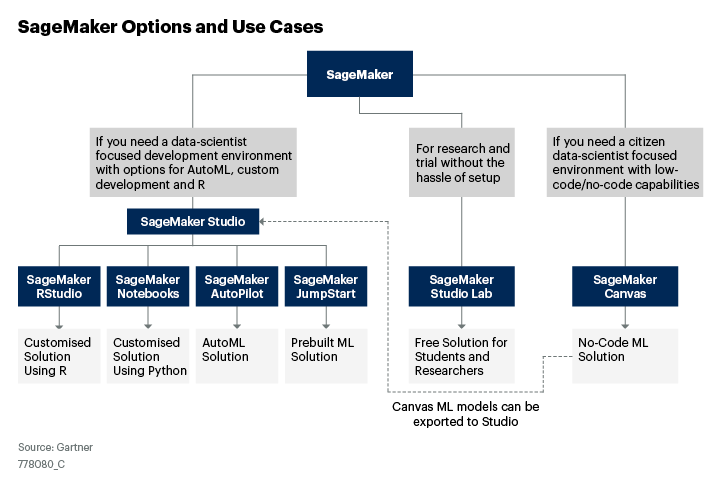 SageMaker Options and Use Cases
SageMaker
If you need a data-scientist
focused development environment
with options for AutoML, custom
development and R
For research and
trial without the
hassle of setup
If you need a citizen
data-scientist focused
environment with low-
code/no-code capabilities
SageMaker Studio
SageMaker
RStudio
SageMaker
Notebooks
SageMaker
AutoPilot
SageMaker
JumpStart
SageMaker
Studio Lab
SageMaker
Canvas
Customised
Solution
Using R
Customised
Solution
Using Python
AutoML
Solution
Prebuilt ML
Solution
Free Solution for
Students and
Researchers
No-Code ML
Solution
Canvas ML models can be
exported to Studio
Source: Gartner
778080_C